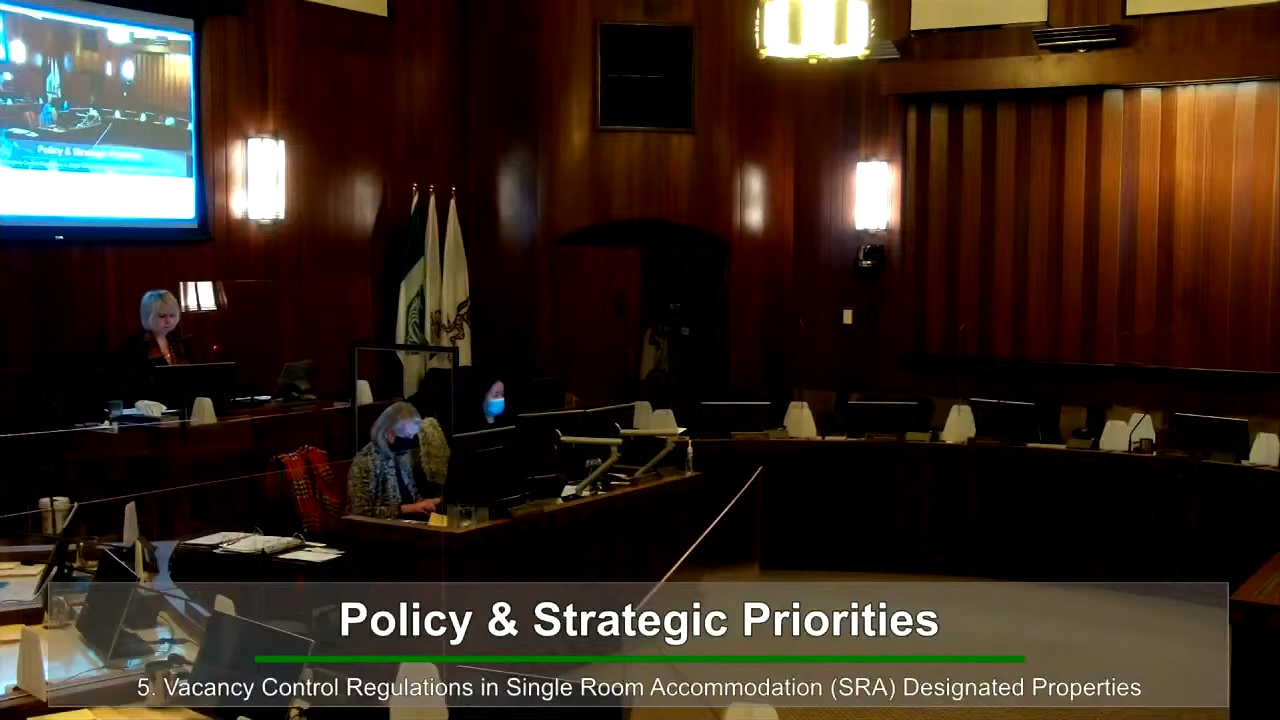 Policy & Strategic Priorities
5. Vacancy Control Regulations in Single Room Accommodation (SRA) Designated Properties